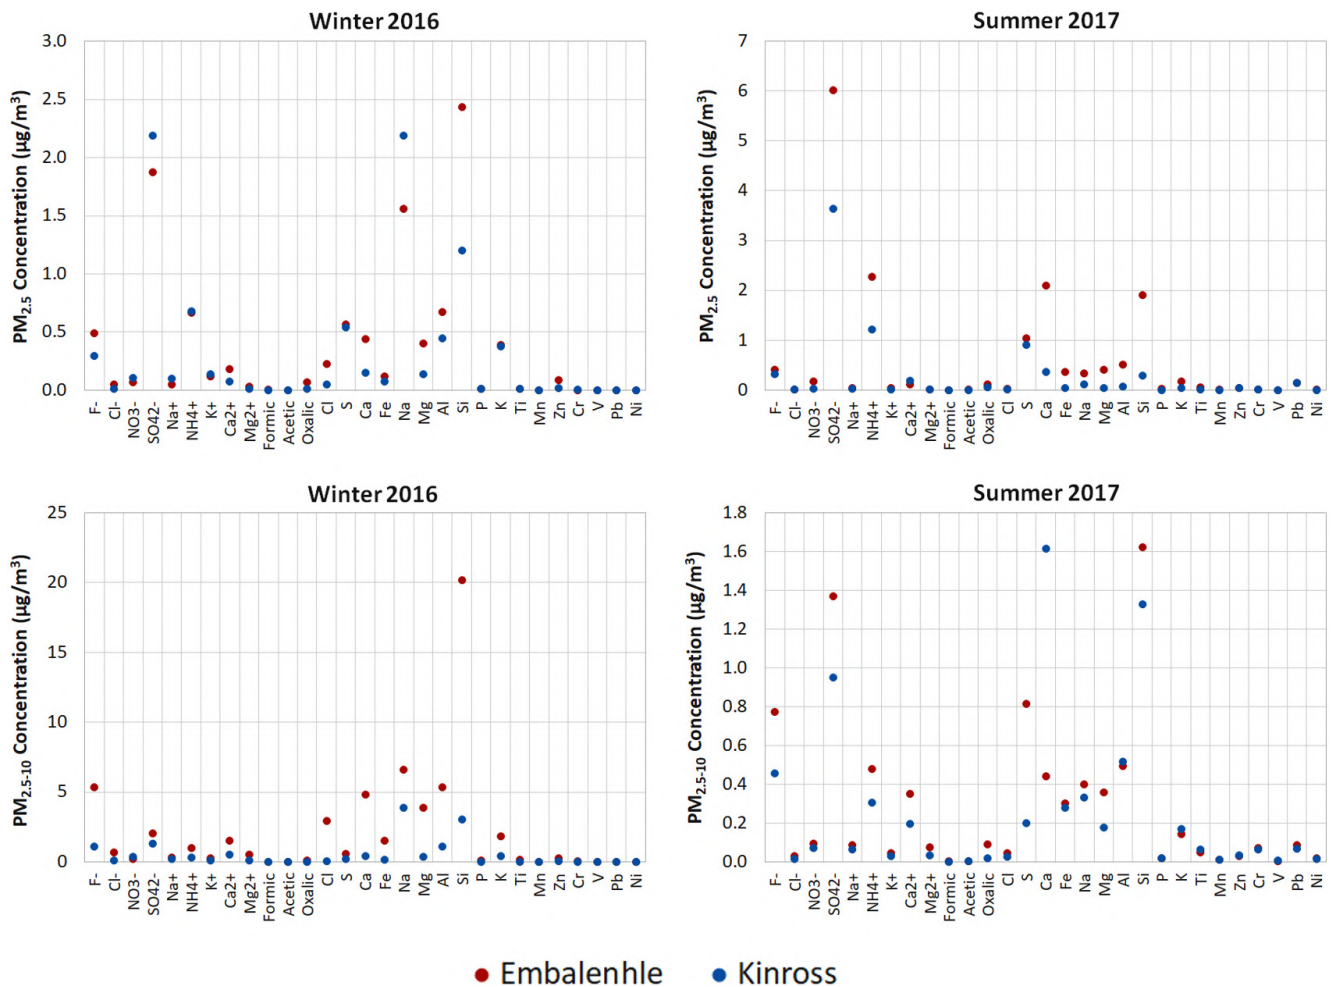 Winter 2016
PM2.5 Concentration (µg/m³)
3.0
2.5
2.0
1.5
1.0
0.5
0.0
F- Cl- NO3- SO42- Na+ NH4+ K+ Ca2+ Mg2+ Formic Acetic Oxalic Cl S Ca Fe Na Mg Al Si P K Ti Mn Zn Cr V Pb Ni
Summer 2017
PM2.5 Concentration (µg/m³)
7
6
5
4
3
2
1
0
F- Cl- NO3- SO42- Na+ NH4+ K+ Ca2+ Mg2+ Formic Acetic Oxalic Cl S Ca Fe Na Mg Al Si P K Ti Mn Zn Cr V Pb Ni
Winter 2016
PM2.5-10 Concentration (µg/m³)
25
20
15
10
5
0
F- Cl- NO3- SO42- Na+ NH4+ K+ Ca2+ Mg2+ Formic Acetic Oxalic Cl S Ca Fe Na Mg Al Si P K Ti Mn Zn Cr V Pb Ni
Summer 2017
PM2.5-10 Concentration (µg/m³)
1.8
1.6
1.4
1.2
1.0
0.8
0.6
0.4
0.2
0.0
F- Cl- NO3- SO42- Na+ NH4+ K+ Ca2+ Mg2+ Formic Acetic Oxalic Cl S Ca Fe Na Mg Al Si P K Ti Mn Zn Cr V Pb Ni
Embalenhle Kinross